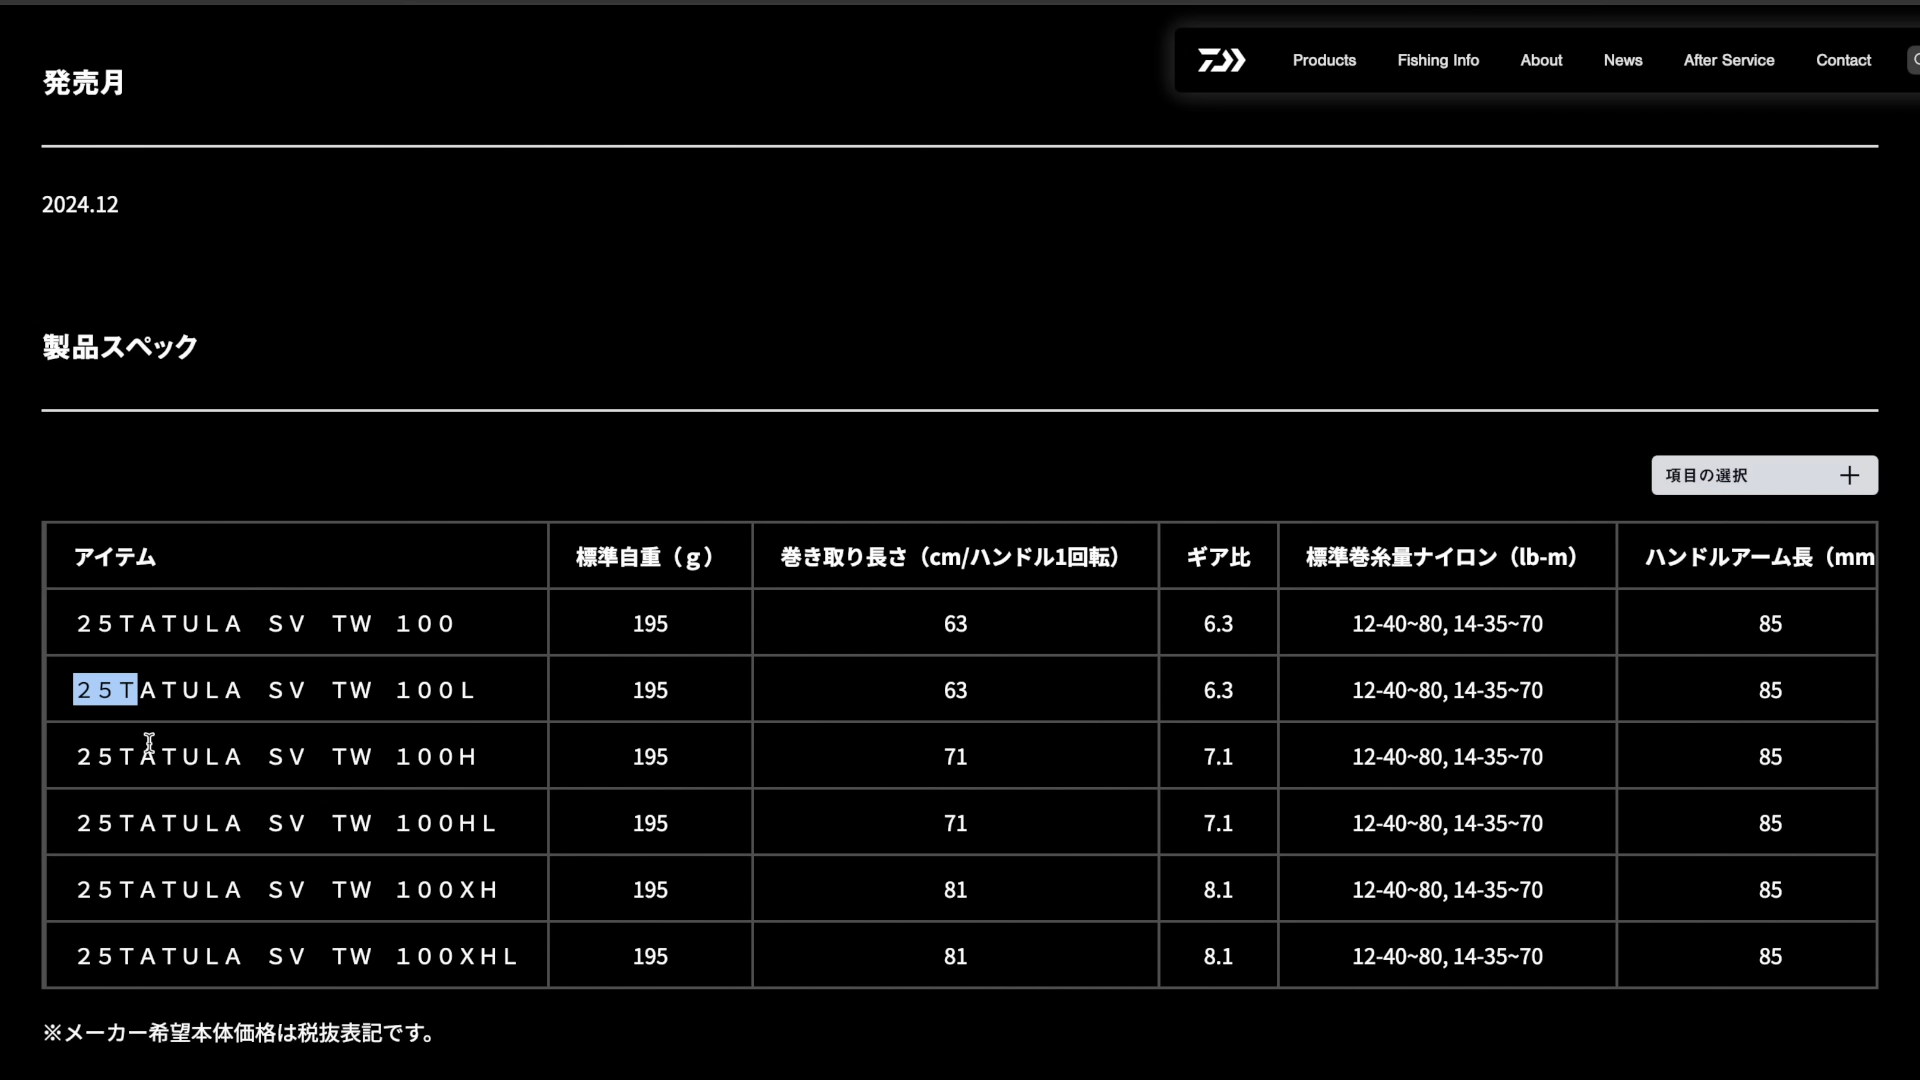 Products Fishing Info About News After Service Contact
発売月
2024.12
製品スペック
項目の選択
アイテム 標準自重（g） 巻き取り長さ（cm/ハンドル1回転） ギア比 標準巻糸量ナイロン（lb-m） ハンドルアーム長（mm
２５ＴＡＴＵＬＡ　ＳＶ　ＴＷ　１００ 195 63 6.3 12-40~80, 14-35~70 85
２５ＴＡＴＵＬＡ　ＳＶ　ＴＷ　１００Ｌ 195 63 6.3 12-40~80, 14-35~70 85
２５ＴＡＴＵＬＡ　ＳＶ　ＴＷ　１００Ｈ 195 71 7.1 12-40~80, 14-35~70 85
２５ＴＡＴＵＬＡ　ＳＶ　ＴＷ　１００ＨＬ 195 71 7.1 12-40~80, 14-35~70 85
２５ＴＡＴＵＬＡ　ＳＶ　ＴＷ　１００ＸＨ 195 81 8.1 12-40~80, 14-35~70 85
２５ＴＡＴＵＬＡ　ＳＶ　ＴＷ　１００ＸＨＬ 195 81 8.1 12-40~80, 14-35~70 85
※メーカー希望本体価格は税抜表記です。